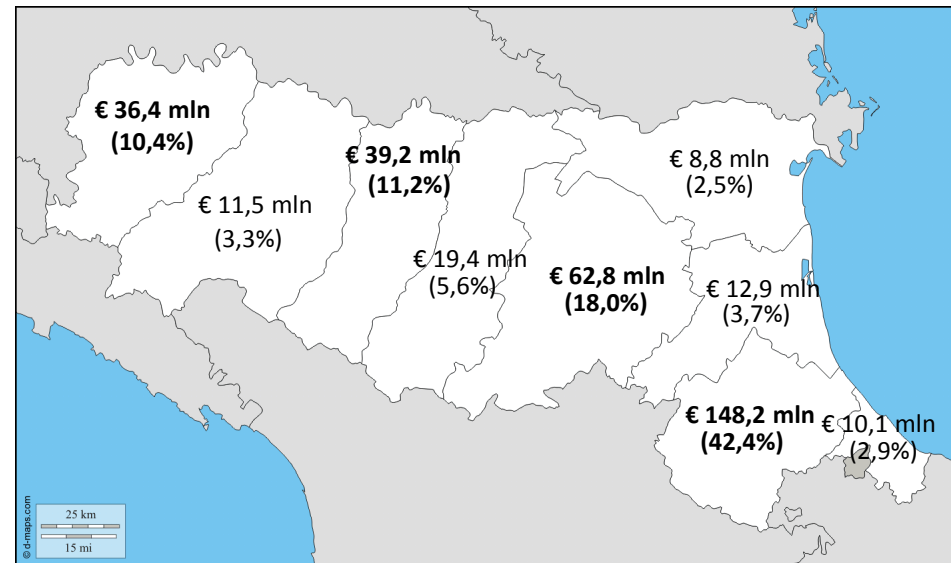 € 36,4 mln
(10,4%)
€ 11,5 mln
(3,3%)
€ 39,2 mln
(11,2%)
€ 19,4 mln
(5,6%)
€ 62,8 mln
(18,0%)
€ 8,8 mln
(2,5%)
€ 12,9 mln
(3,7%)
€ 148,2 mln
(42,4%)
€ 10,1 mln
(2,9%)
25 km
15 mi
© d-maps.com